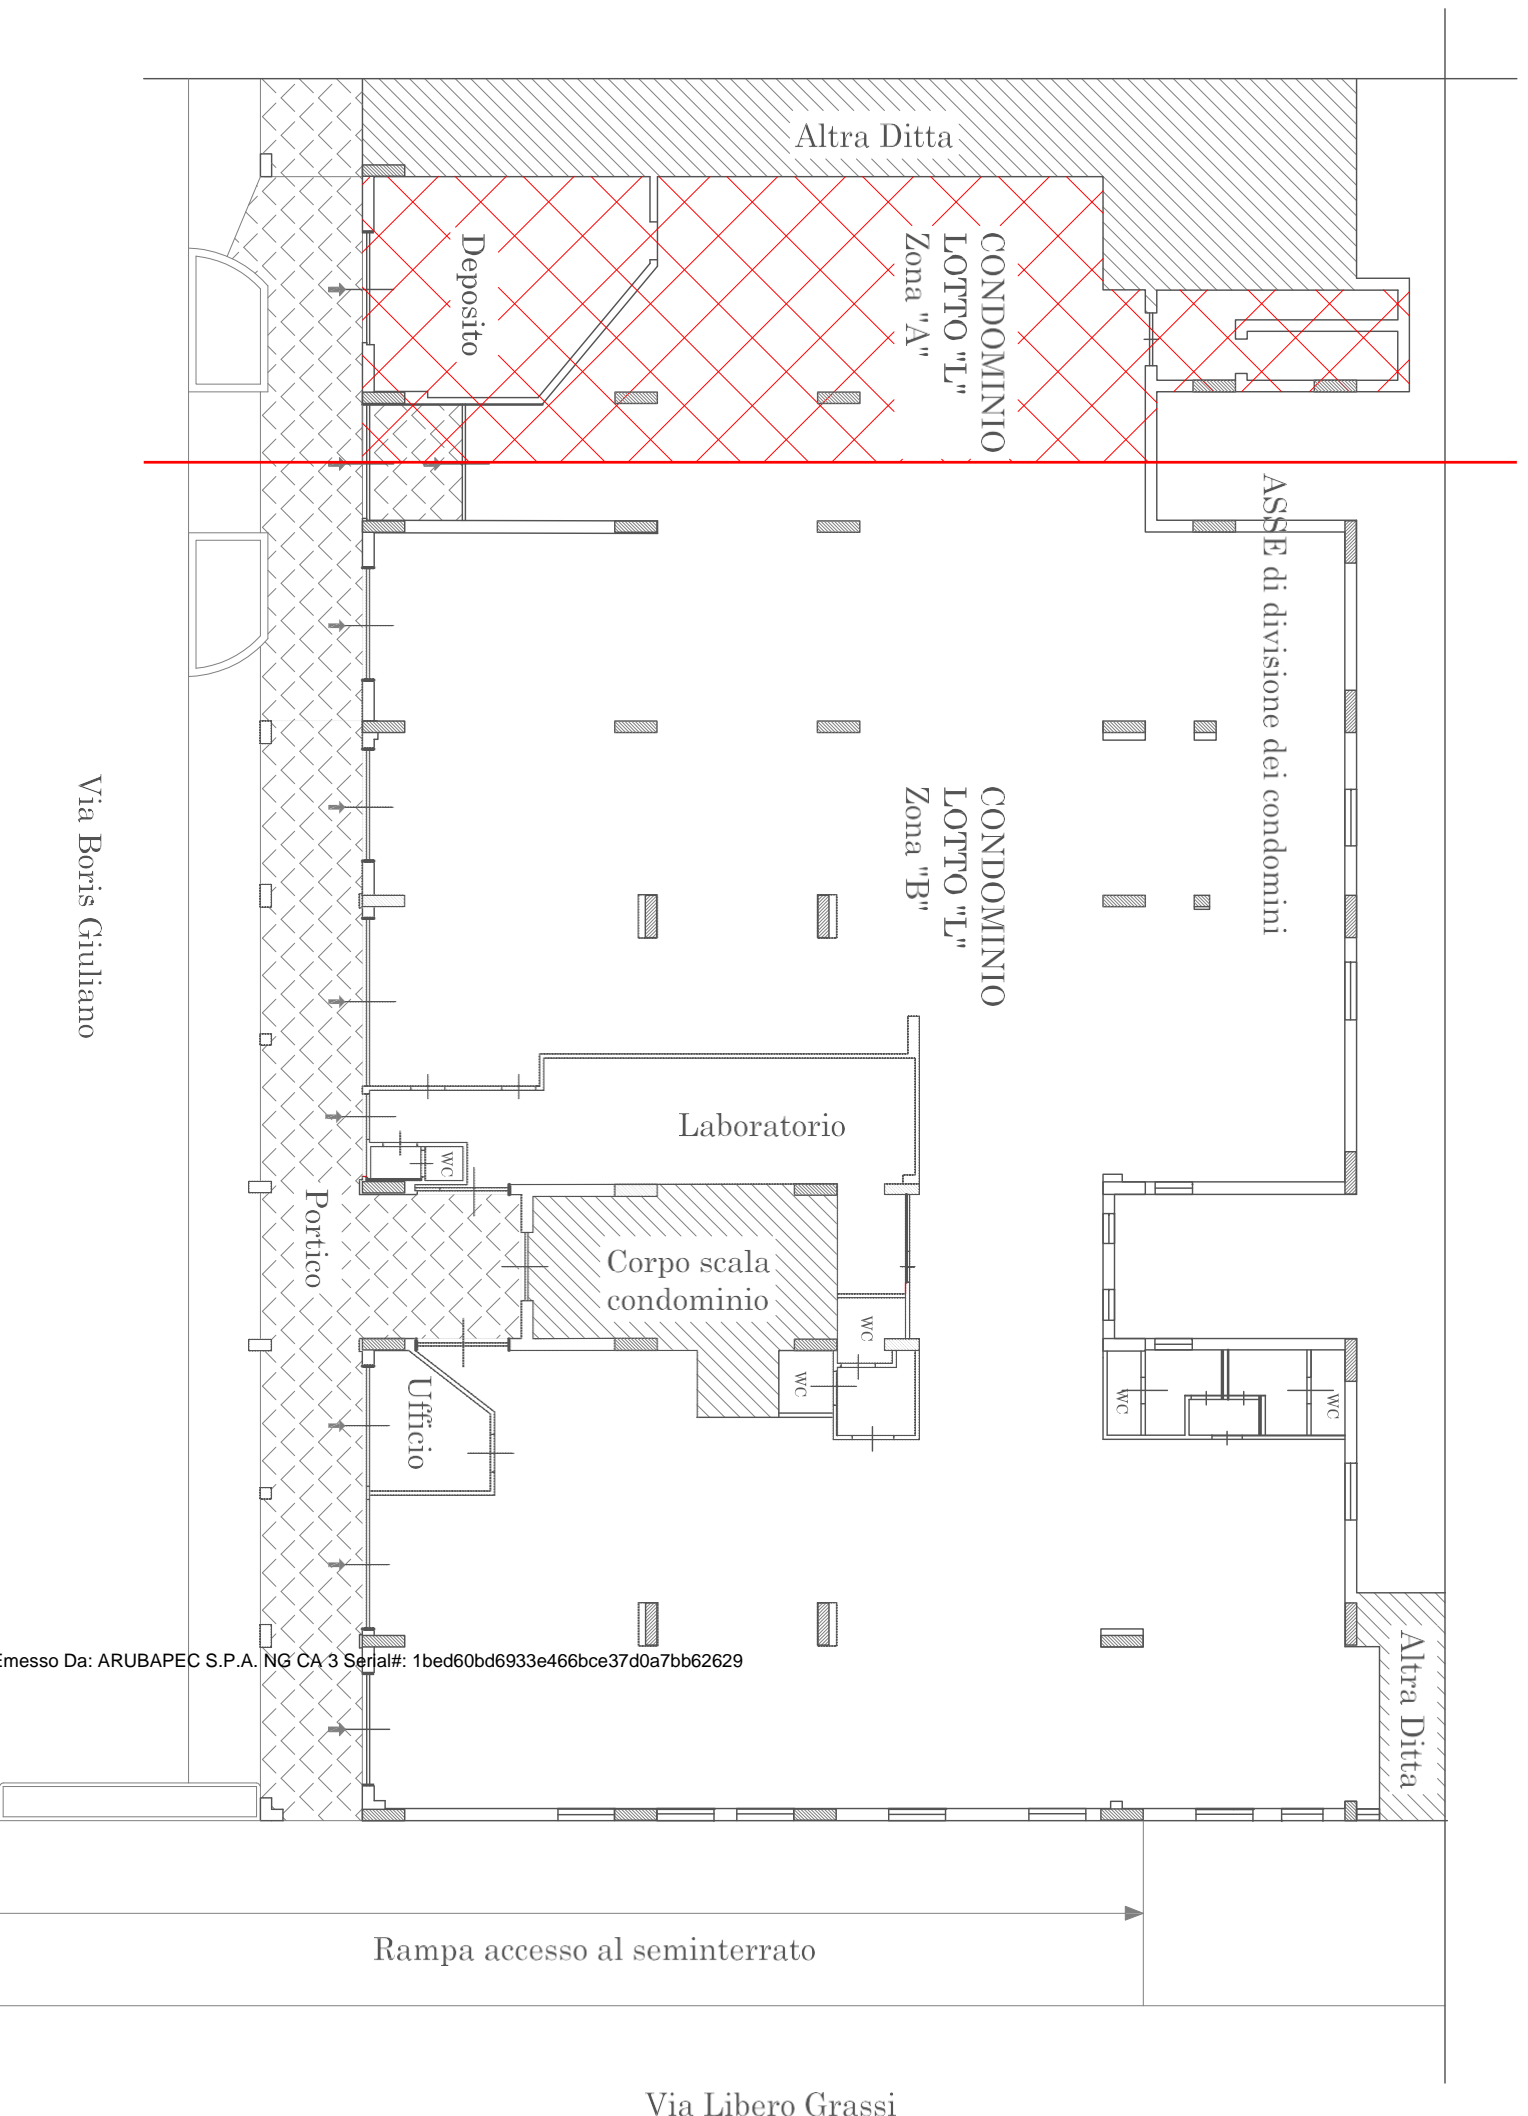 Altra Ditta
Deposito
CONDOMINIO
LOTTO "L"
Zona "A"
ASSE di divisione dei condomini
CONDOMINIO
LOTTO "L"
Zona "B"
Via Boris Giuliano
Laboratorio
WC
Portico
Corpo scala
condominio
WC
WC
WC
WC
Ufficio
Emesso Da: ARUBAPEC S.P.A. NG CA 3 Serial#: 1bed60bd6933e466bce37d0a7bb62629
Altra Ditta
Rampa accesso al seminterrato
Via Libero Grassi